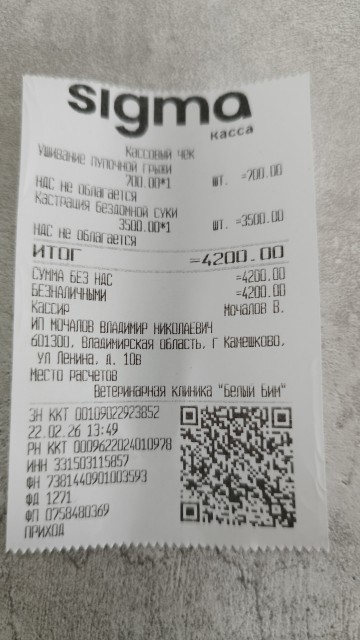 sigma
касса
Кассовый чек
Ушивание пупочной грыжи
700.00*1 шт. =700.00
НДС не облагается
Кастрация бездомной суки
3500.00*1 шт. =3500.00
НДС не облагается
ИТОГ =4200.00
СУММА БЕЗ НДС =4200.00
БЕЗНАЛИЧНЫМИ =4200.00
Кассир Мочалов В.
ИП МОЧАЛОВ ВЛАДИМИР НИКОЛАЕВИЧ
601300, Владимирская область, г Камешково,
ул Ленина, д. 10в
Место расчетов
Ветеринарная клиника "Белый Бим"
ЗН ККТ 00109022923852
22.02.26 13:49
РН ККТ 0009622024010978
ИНН 331503115857
ФН 7381440901003593
ФД 1271
ФП 0758480369
ПРИХОД